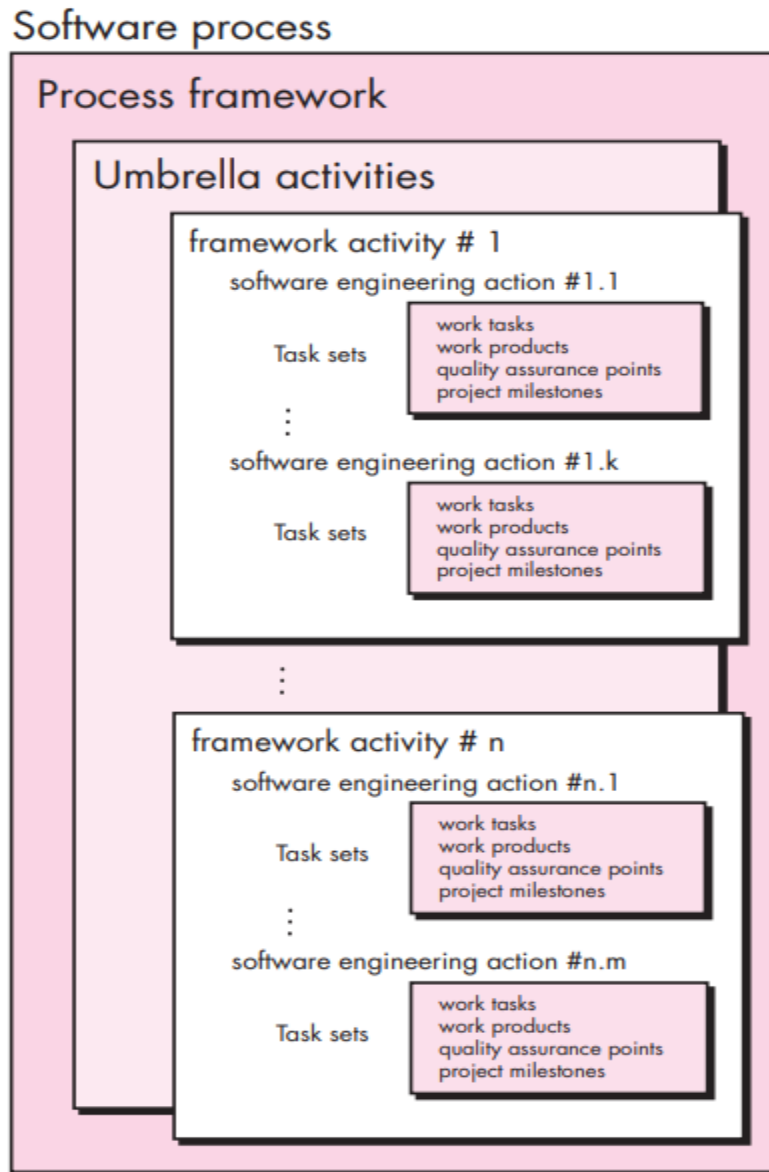 Software process
Process framework
Umbrella activities
framework activity # 1
software engineering action #1.1
Task sets
work tasks
work products
quality assurance points
project milestones
software engineering action #1.k
Task sets
work tasks
work products
quality assurance points
project milestones
framework activity # n
software engineering action #n.1
Task sets
work tasks
work products
quality assurance points
project milestones
software engineering action #n.m
Task sets
work tasks
work products
quality assurance points
project milestones